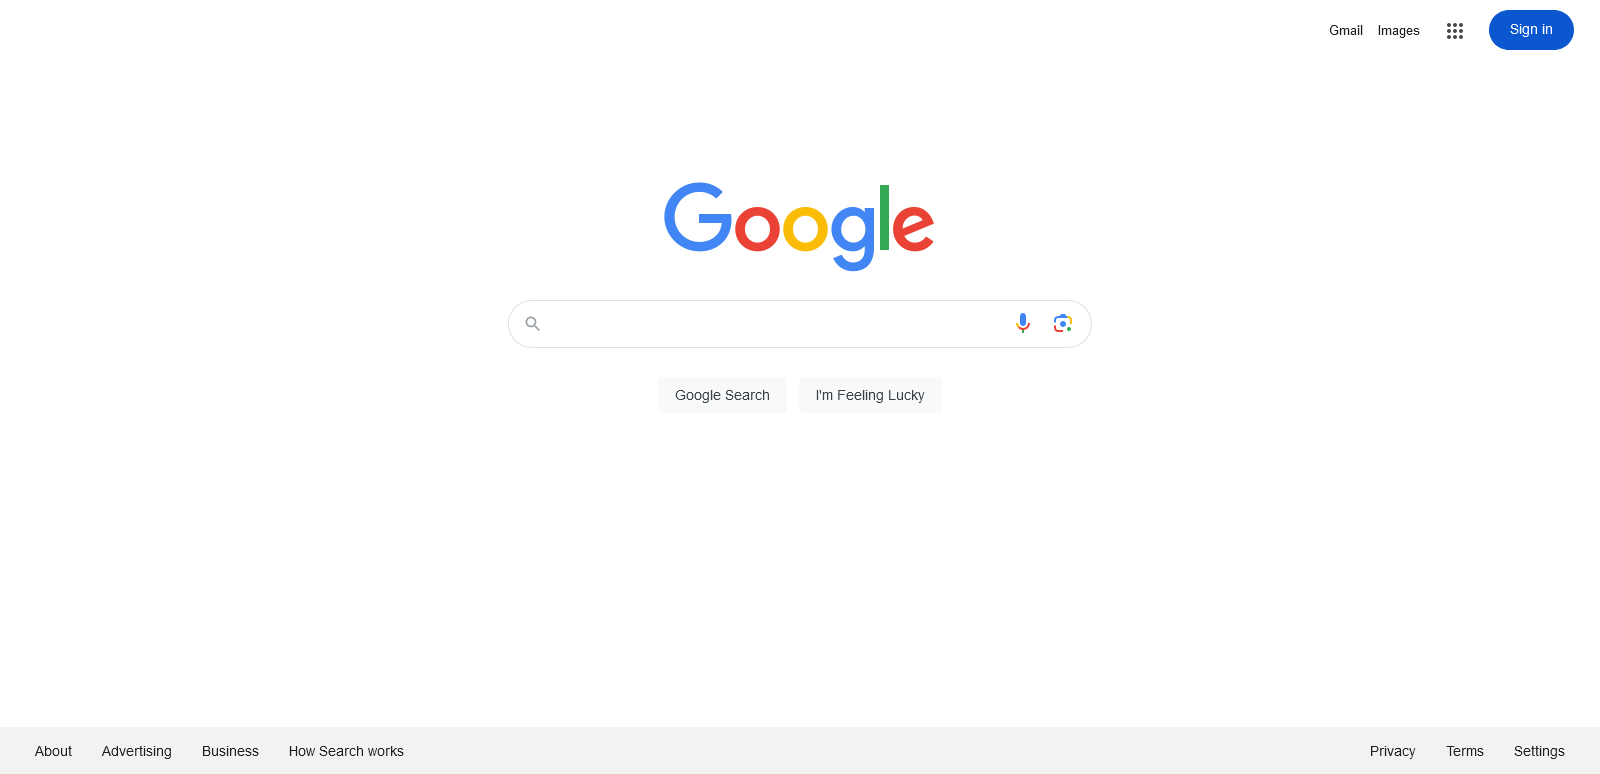 Gmail Images Sign in
Google
Google Search I'm Feeling Lucky
About Advertising Business How Search works Privacy Terms Settings